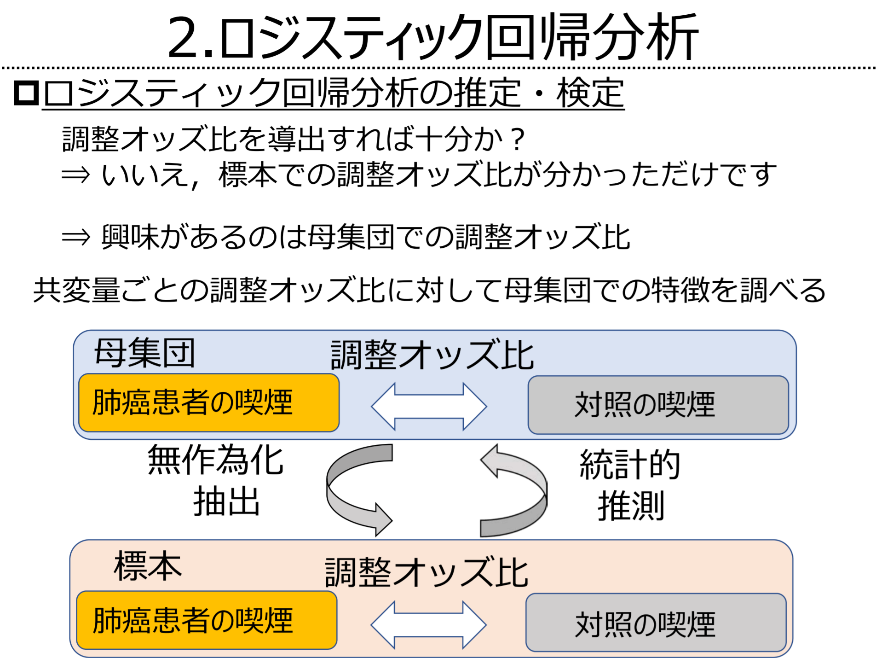 2.ロジスティック回帰分析
ロジスティック回帰分析の推定・検定
調整オッズ比を導出すれば十分か？
⇒ いいえ，標本での調整オッズ比が分かっただけです
⇒ 興味があるのは母集団での調整オッズ比
共変量ごとの調整オッズ比に対して母集団での特徴を調べる
母集団
調整オッズ比
肺癌患者の喫煙
対照の喫煙
無作為化
抽出
統計的
推測
標本
調整オッズ比
肺癌患者の喫煙
対照の喫煙